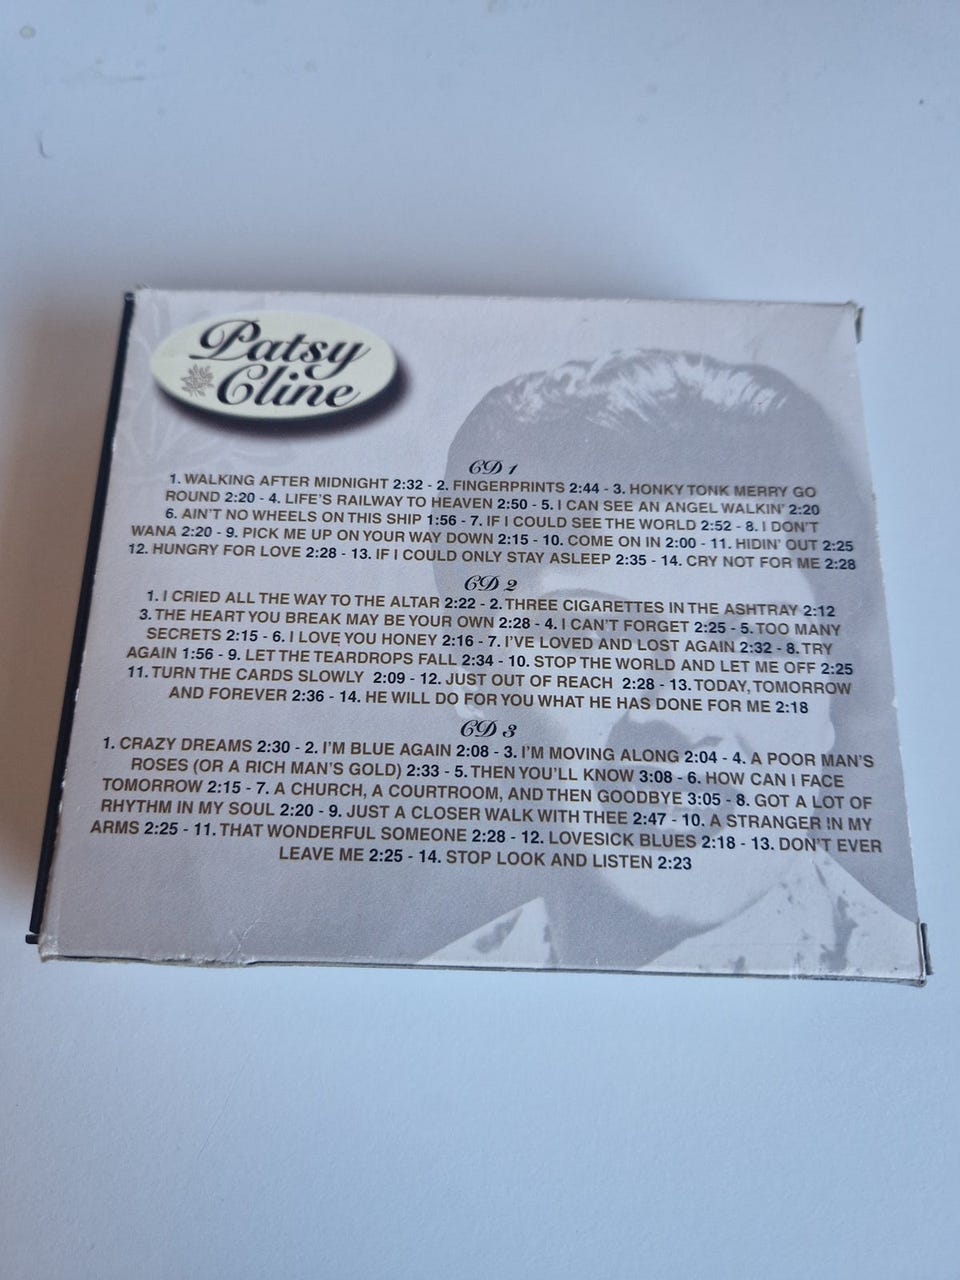 Patsy
Cline
CD 1
1. WALKING AFTER MIDNIGHT 2:32 - 2. FINGERPRINTS 2:44 - 3. HONKY TONK MERRY GO
ROUND 2:20 - 4. LIFE'S RAILWAY TO HEAVEN 2:50 - 5. I CAN SEE AN ANGEL WALKIN' 2:20
6. AIN'T NO WHEELS ON THIS SHIP 1:56 - 7. IF I COULD SEE THE WORLD 2:52 - 8. I DON'T
WANA 2:20 - 9. PICK ME UP ON YOUR WAY DOWN 2:15 - 10. COME ON IN 2:00 - 11. HIDIN' OUT 2:25
12. HUNGRY FOR LOVE 2:28 - 13. IF I COULD ONLY STAY ASLEEP 2:35 - 14. CRY NOT FOR ME 2:28
CD 2
1. I CRIED ALL THE WAY TO THE ALTAR 2:22 - 2. THREE CIGARETTES IN THE ASHTRAY 2:12
3. THE HEART YOU BREAK MAY BE YOUR OWN 2:28 - 4. I CAN'T FORGET 2:25 - 5. TOO MANY
SECRETS 2:15 - 6. I LOVE YOU HONEY 2:16 - 7. I'VE LOVED AND LOST AGAIN 2:32 - 8. TRY
AGAIN 1:56 - 9. LET THE TEARDROPS FALL 2:34 - 10. STOP THE WORLD AND LET ME OFF 2:25
11. TURN THE CARDS SLOWLY 2:09 - 12. JUST OUT OF REACH 2:28 - 13. TODAY, TOMORROW
AND FOREVER 2:36 - 14. HE WILL DO FOR YOU WHAT HE HAS DONE FOR ME 2:18
CD 3
1. CRAZY DREAMS 2:30 - 2. I'M BLUE AGAIN 2:08 - 3. I'M MOVING ALONG 2:04 - 4. A POOR MAN'S
ROSES (OR A RICH MAN'S GOLD) 2:33 - 5. THEN YOU'LL KNOW 3:08 - 6. HOW CAN I FACE
TOMORROW 2:15 - 7. A CHURCH, A COURTROOM, AND THEN GOODBYE 3:05 - 8. GOT A LOT OF
RHYTHM IN MY SOUL 2:20 - 9. JUST A CLOSER WALK WITH THEE 2:47 - 10. A STRANGER IN MY
ARMS 2:25 - 11. THAT WONDERFUL SOMEONE 2:28 - 12. LOVESICK BLUES 2:18 - 13. DON'T EVER
LEAVE ME 2:25 - 14. STOP LOOK AND LISTEN 2:23